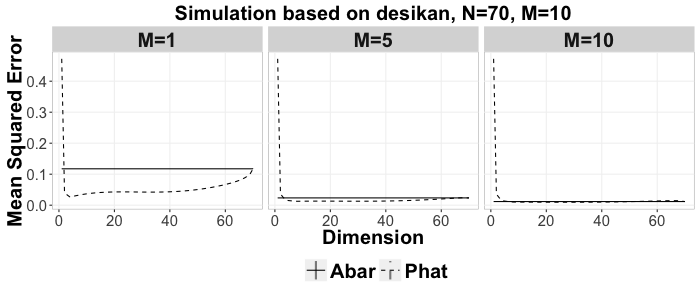 Simulation based on desikan, N=70, M=10
M=1 M=5 M=10
Mean Squared Error
0.4
0.3
0.2
0.1
0.0
0 20 40 60 0 20 40 60 0 20 40 60
Dimension
Abar Phat